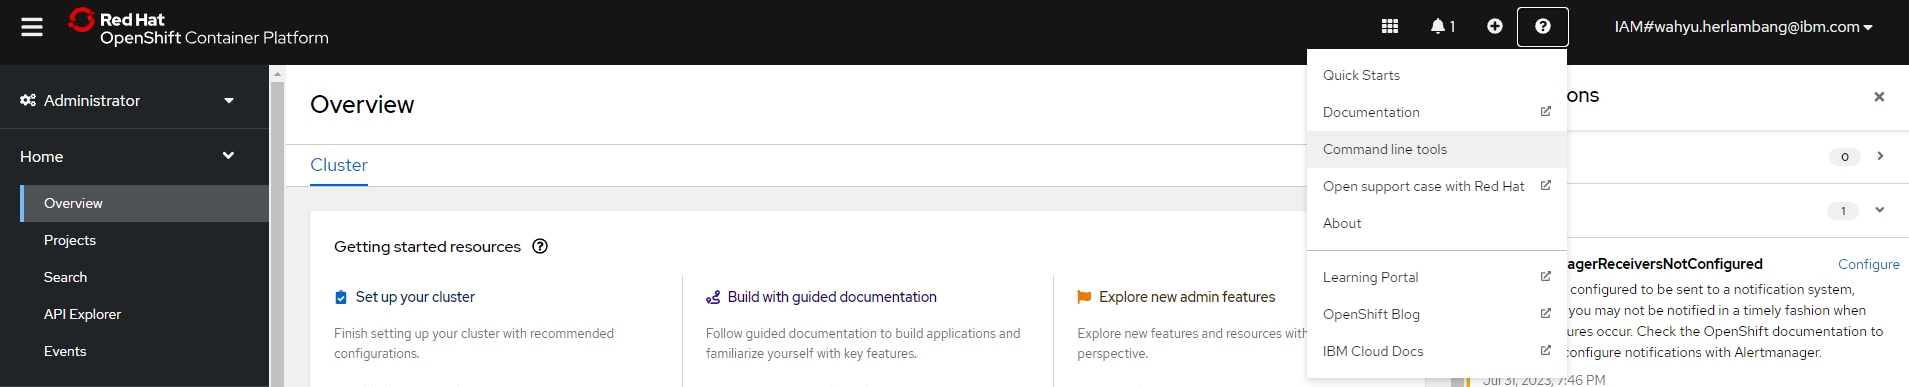 Red Hat
OpenShift Container Platform
1
IAM#wahyu.herlambang@ibm.com
Administrator
Home
Overview
Projects
Search
API Explorer
Events
Overview
Cluster
Getting started resources
Set up your cluster
Finish setting up your cluster with recommended
configurations.
Build with guided documentation
Follow guided documentation to build applications and
familiarize yourself with key features.
Explore new admin features
Explore new features and resources with
perspective.
Quick Starts
Documentation
Command line tools
Open support case with Red Hat
About
Learning Portal
OpenShift Blog
IBM Cloud Docs
ons
0
1
agerReceiversNotConfigured
Configure
configured to be sent to a notification system,
you may not be notified in a timely fashion when
ures occur. Check the OpenShift documentation to
configure notifications with Alertmanager.
Jul 31, 2023, 7:46 PM